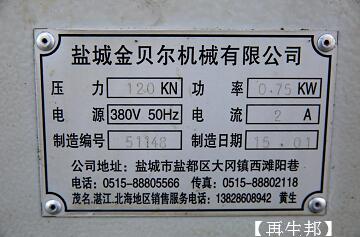 盐城金贝尔机械有限公司
压力 120 KN 功率 0.75 KW
电源 380V 50Hz 电流 2 A
制造编号 51148 制造日期 15.01
公司地址：盐城市盐都区大冈镇西滩阳巷
电话：0515-88805566 传真：0515-88802118
茂名.湛江.北海地区销售服务电话：13828608942 黄生
【再生邦】